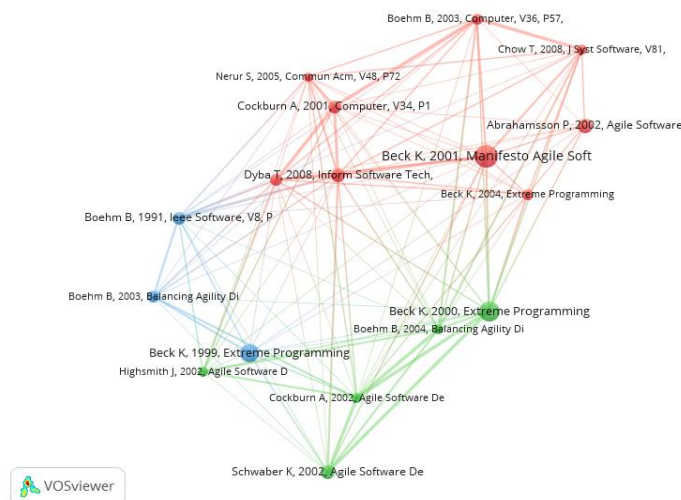 Boehm B, 2003, Computer, V36, P57,
Chow T, 2008, J Syst Software, V81,
Nerur S, 2005, Commun Acm, V48, P72
Cockburn A, 2001, Computer, V34, P1
Abrahamsson P, 2002, Agile Software
Beck K, 2001, Manifesto Agile Soft
Dyba T, 2008, Inform Software Tech,
Beck K, 2004, Extreme Programming
Boehm B, 1991, Ieee Software, V8, P
Boehm B, 2003, Balancing Agility Di
Beck K, 2000, Extreme Programming
Boehm B, 2004, Balancing Agility Di
Beck K, 1999, Extreme Programming
Highsmith J, 2002, Agile Software D
Cockburn A, 2002, Agile Software De
Schwaber K, 2002, Agile Software De
VOSviewer